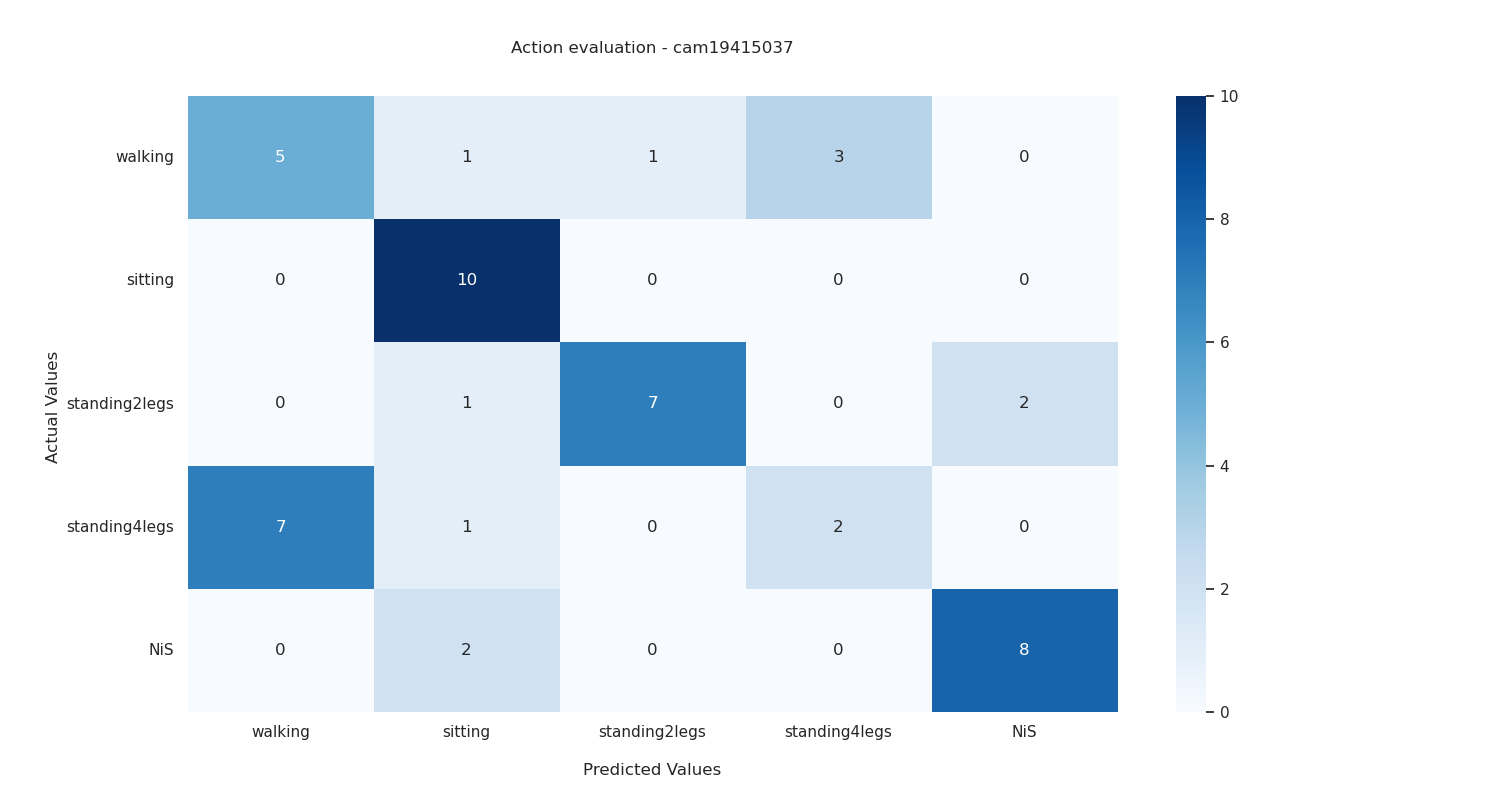 Action evaluation - cam19415037
walking 5 1 1 3 0
sitting 0 10 0 0 0
standing2legs 0 1 7 0 2
standing4legs 7 1 0 2 0
NiS 0 2 0 0 8
walking sitting standing2legs standing4legs NiS
Predicted Values
Actual Values
10
8
6
4
2
0